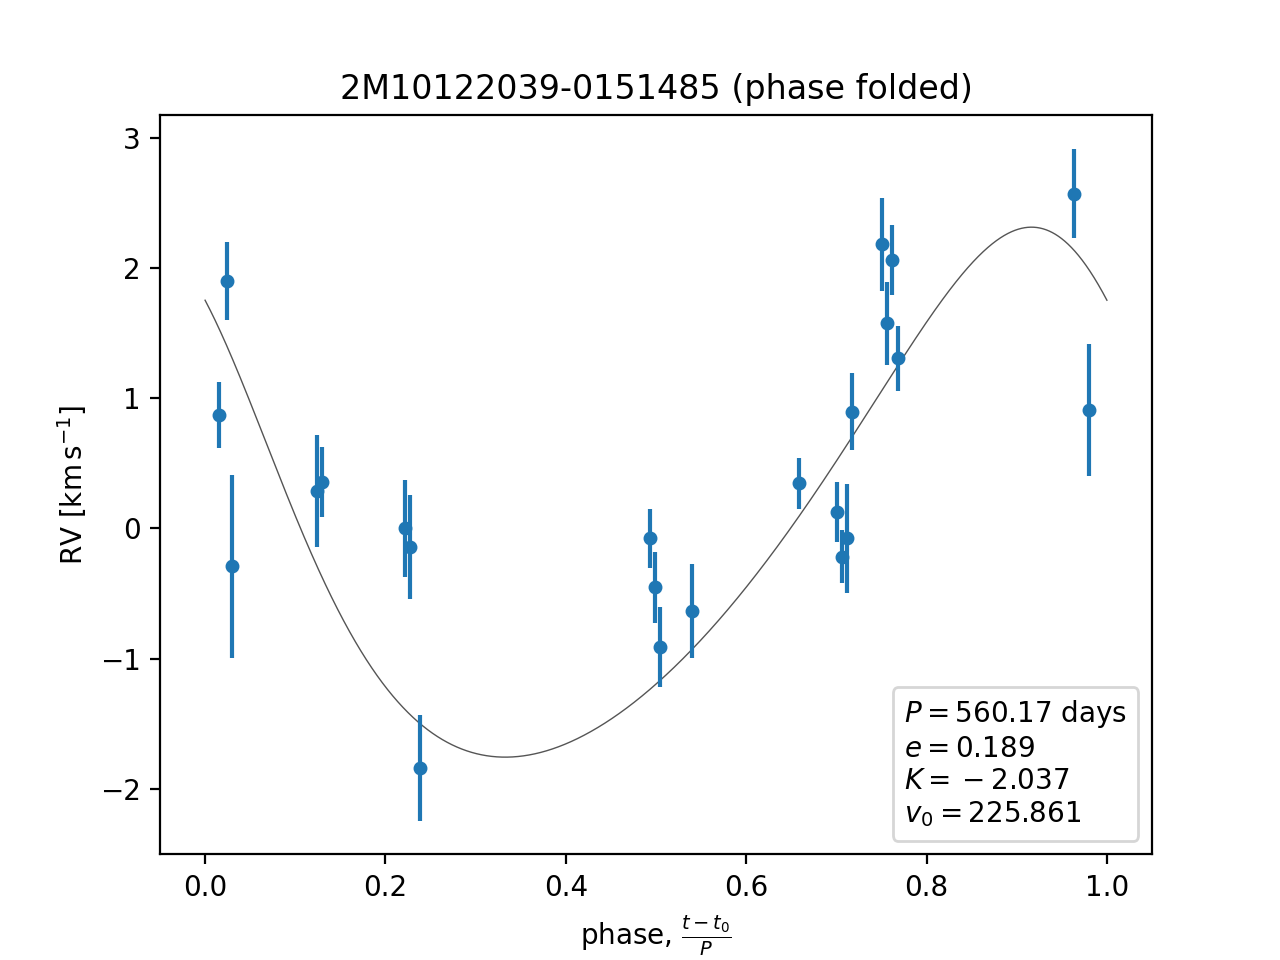 2M10122039-0151485 (phase folded)
3
2
1
0
−1
−2
RV [km s⁻¹]
P = 560.17 days
e = 0.189
K = − 2.037
v₀ = 225.861
0.0 0.2 0.4 0.6 0.8 1.0
phase, (t − t₀)/P